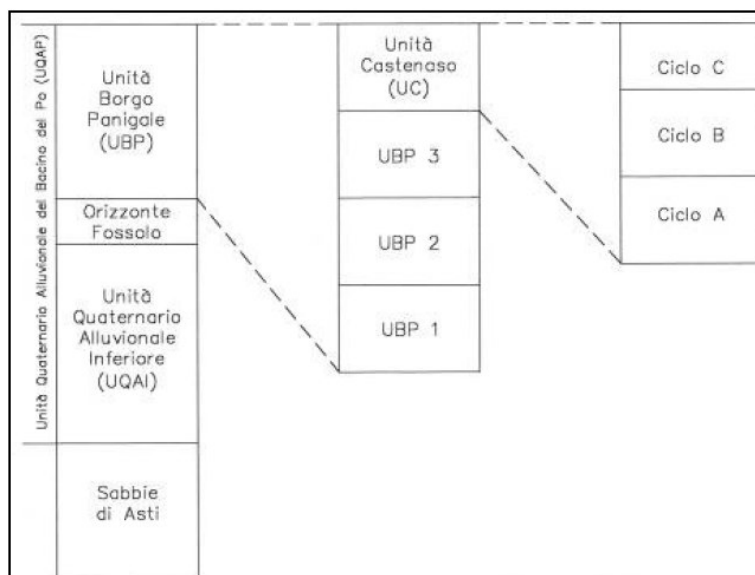 Unità Quaternario Alluvionale del Bacino del Po (UQAP)
Unità
Borgo
Panigale
(UBP)
Orizzonte
Fossolo
Unità
Quaternario
Alluvionale
Inferiore
(UQAI)
Sabbie
di Asti
Unità
Castenaso
(UC)
UBP 3
UBP 2
UBP 1
Ciclo C
Ciclo B
Ciclo A